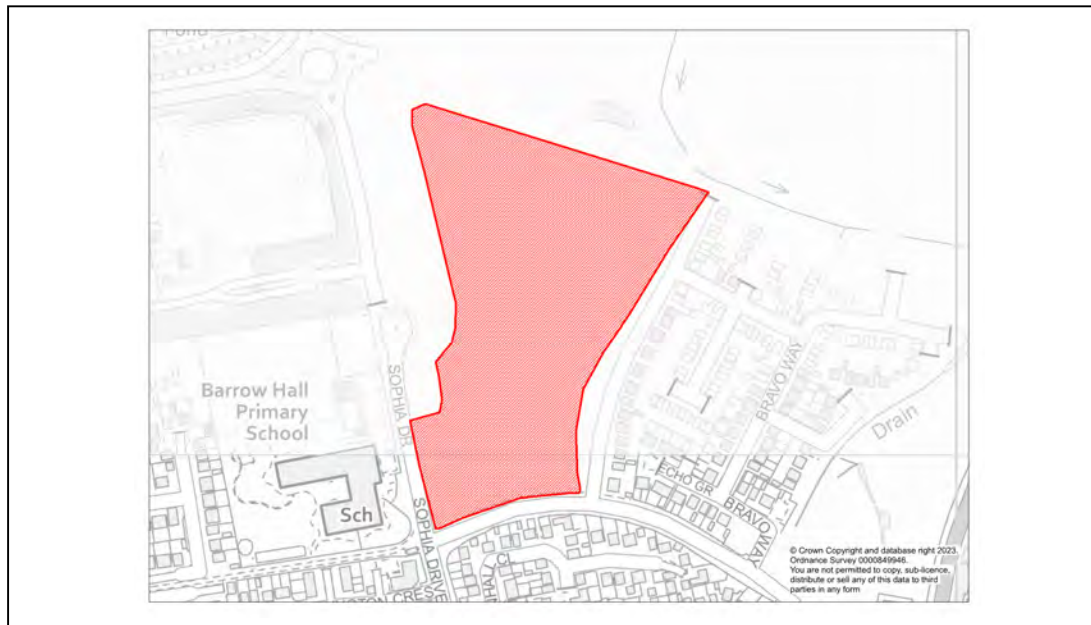 Pond
Barrow Hall
Primary
School
SOPHIA DR
BRAVO WAY
Drain
ECHO GR
BRAVO WAY
Sch
SOPHIA DRIVE
© Crown Copyright and database right 2023.
Ordnance Survey 0000849946.
You are not permitted to copy, sub-licence,
distribute or sell any of this data to third
parties in any form